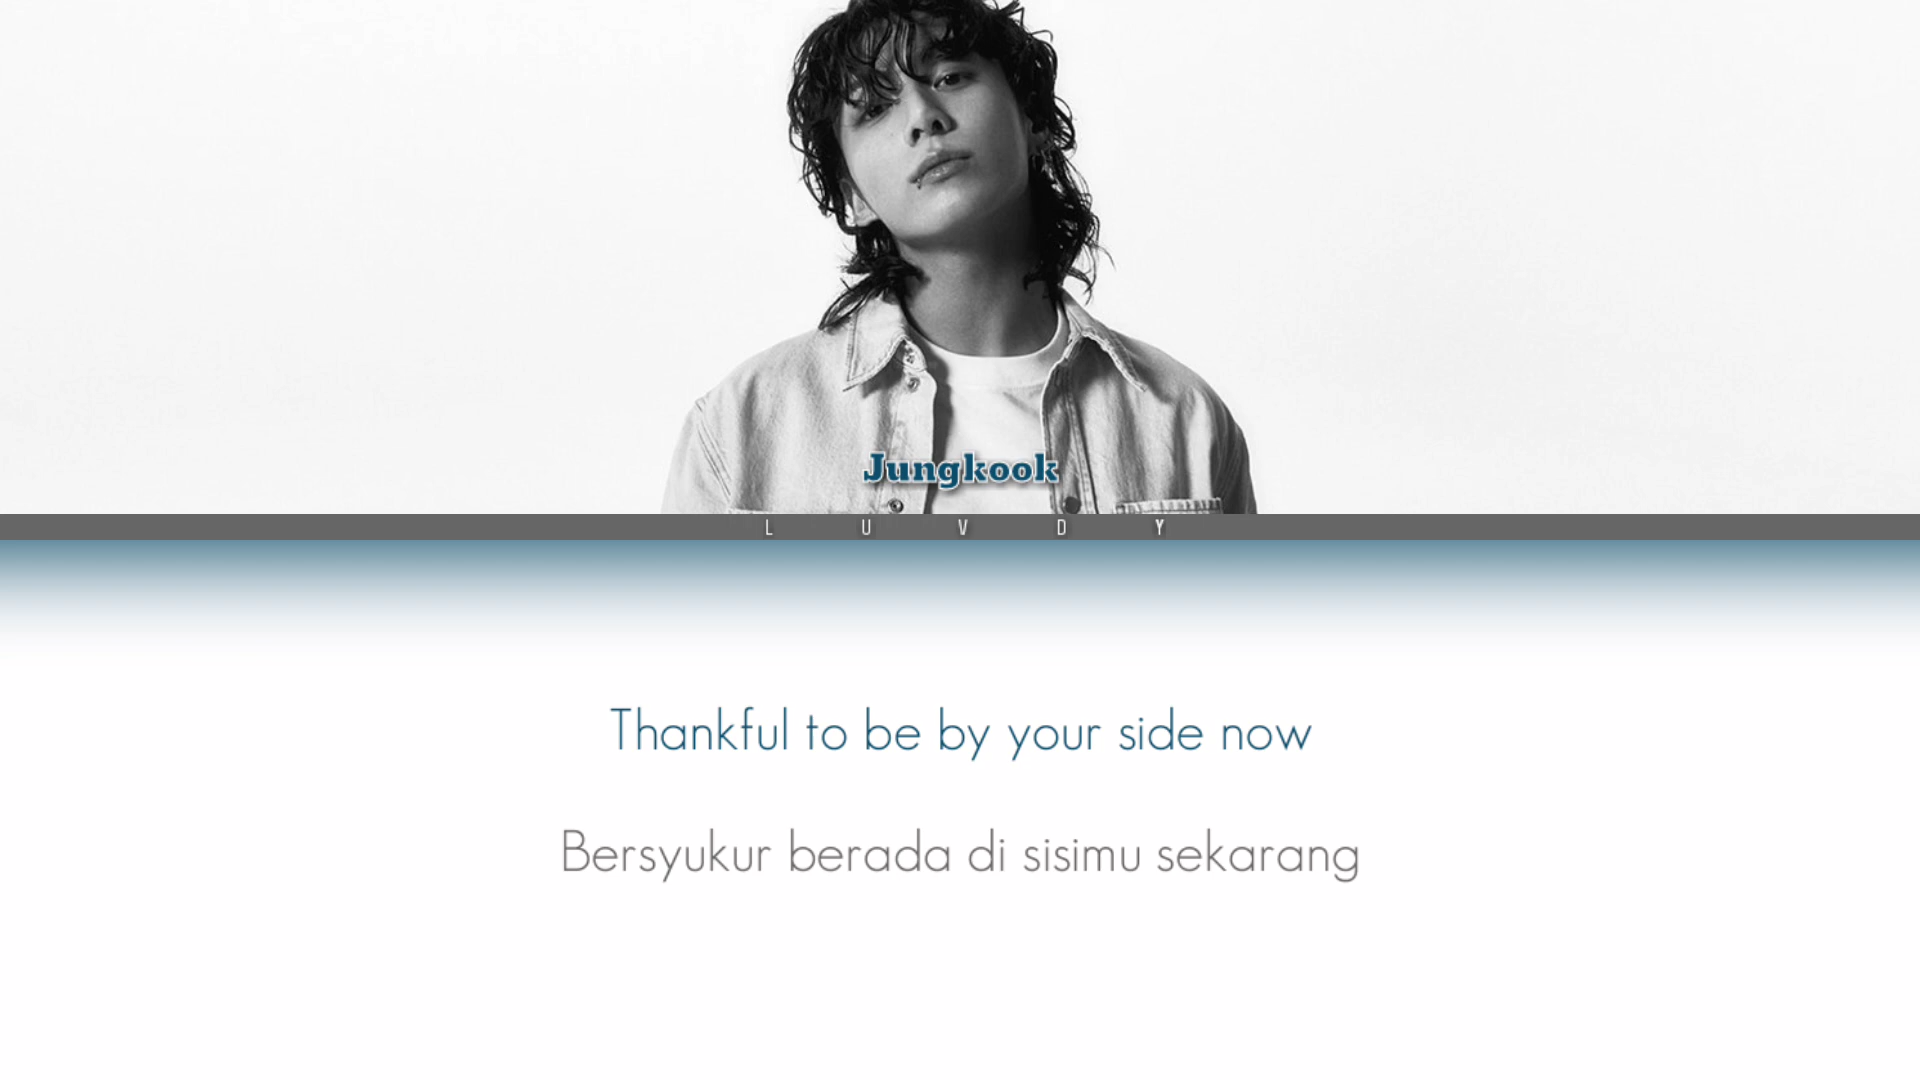 Jungkook
L U V D Y
Thankful to be by your side now
Bersyukur berada di sisimu sekarang